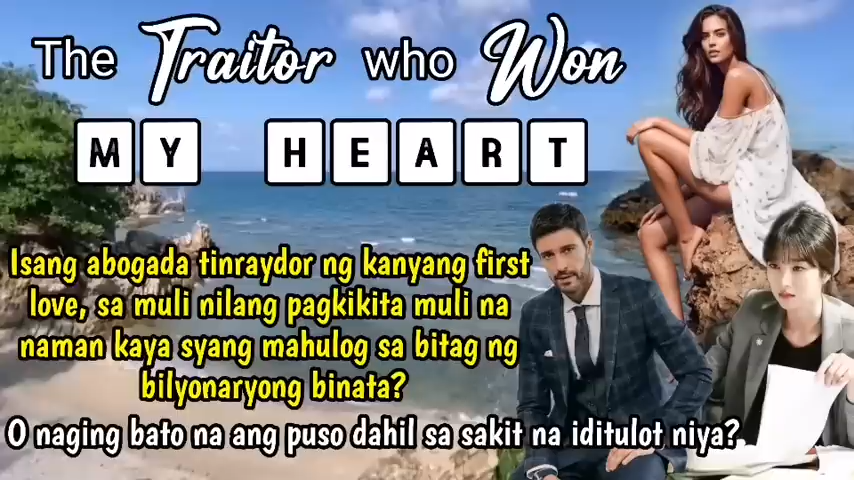 The Traitor who Won
MY HEART
Isang abogada tinraydor ng kanyang first
love, sa muli nilang pagkikita muli na
naman kaya syang mahulog sa bitag ng
bilyonaryong binata?
O naging bato na ang puso dahil sa sakit na iditulot niya?